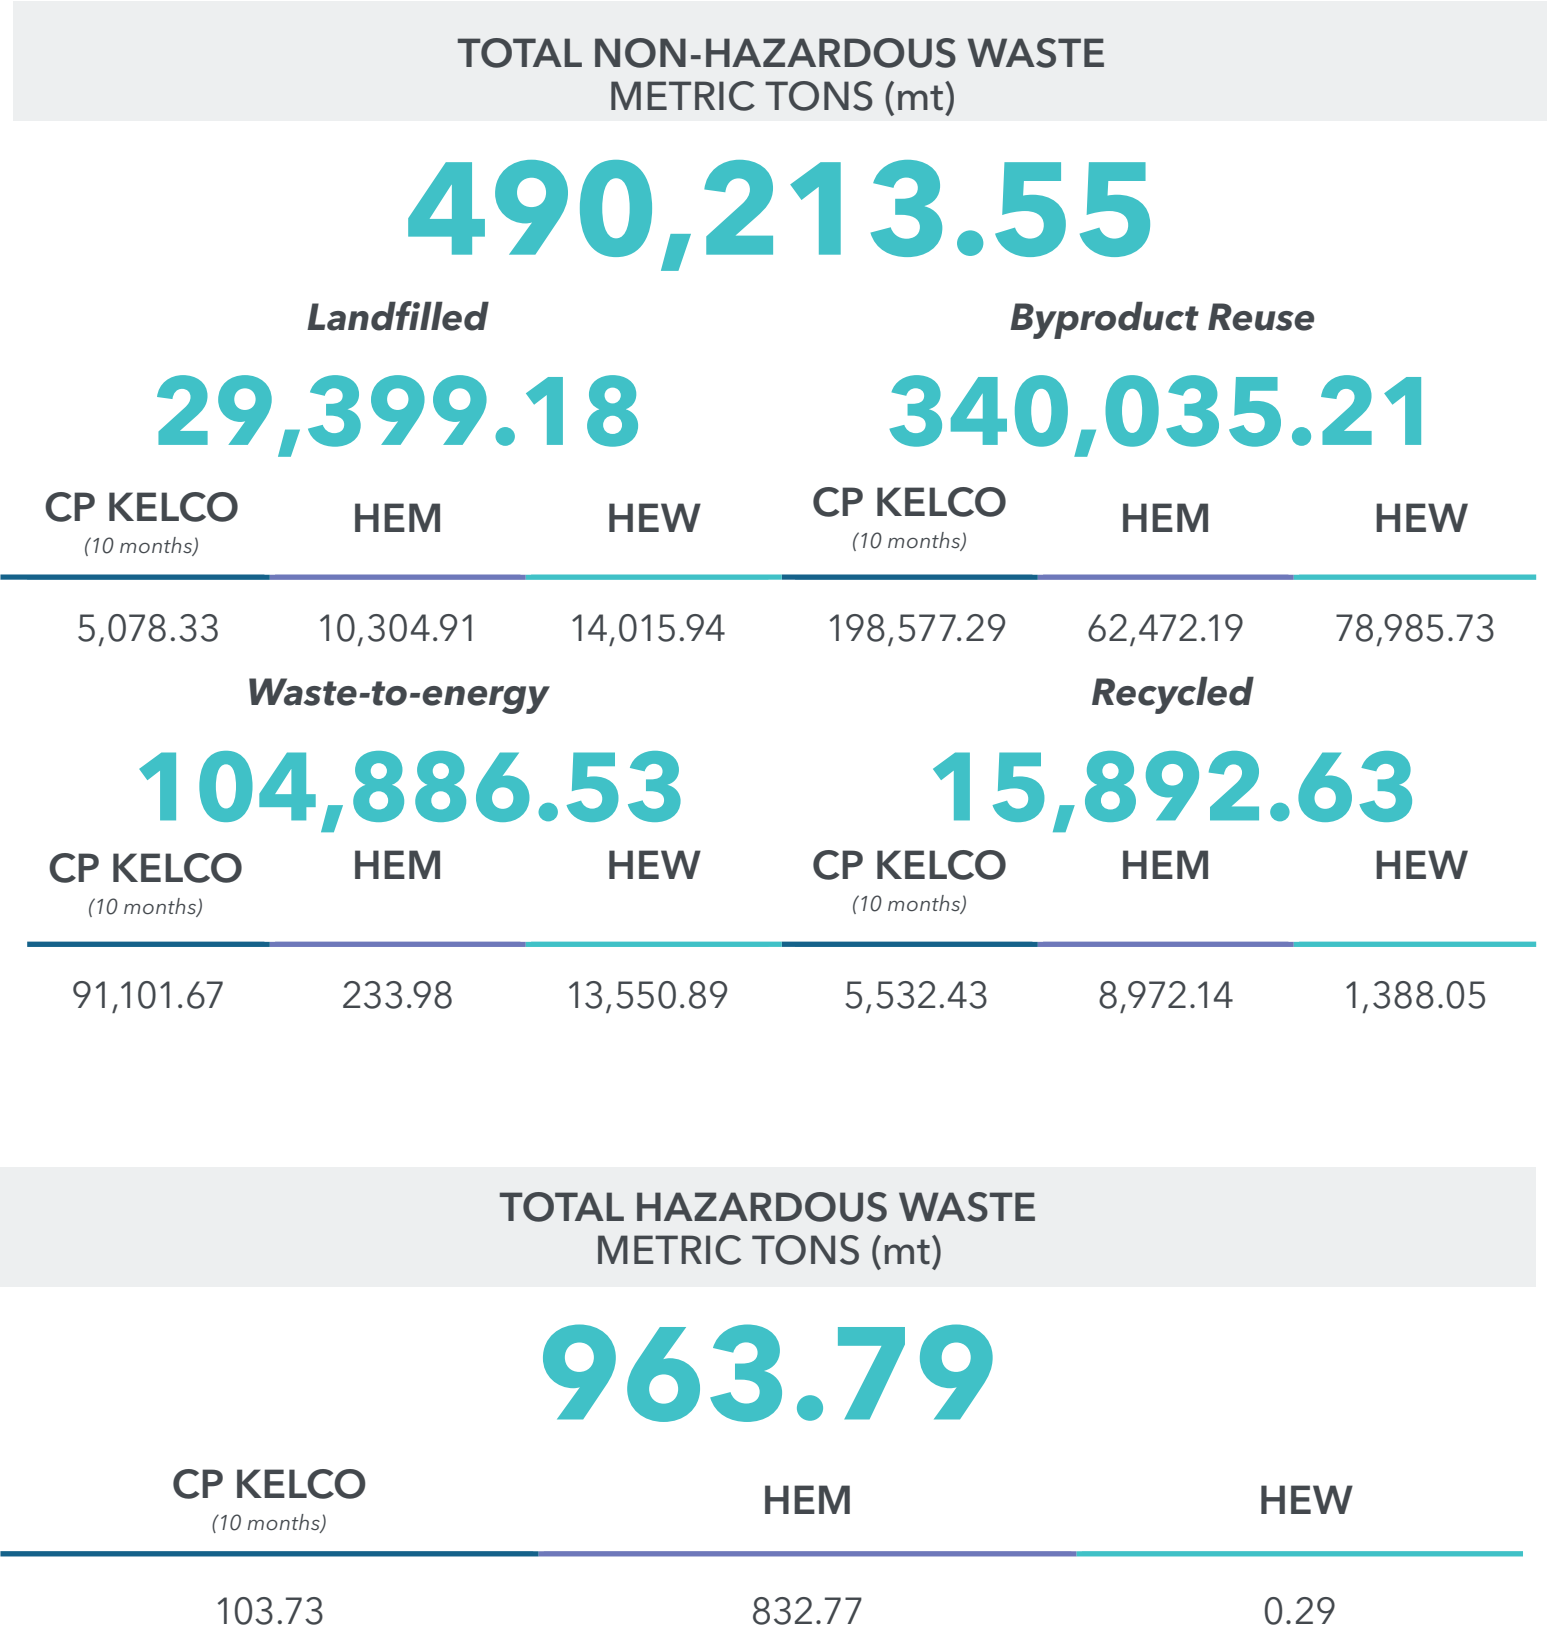 TOTAL NON-HAZARDOUS WASTE
METRIC TONS (mt)
490,213.55
Landfilled
29,399.18
CP KELCO
(10 months)
HEM
HEW
5,078.33
10,304.91
14,015.94
Byproduct Reuse
340,035.21
CP KELCO
(10 months)
HEM
HEW
198,577.29
62,472.19
78,985.73
Waste-to-energy
104,886.53
CP KELCO
(10 months)
HEM
HEW
91,101.67
233.98
13,550.89
Recycled
15,892.63
CP KELCO
(10 months)
HEM
HEW
5,532.43
8,972.14
1,388.05
TOTAL HAZARDOUS WASTE
METRIC TONS (mt)
963.79
CP KELCO
(10 months)
HEM
HEW
103.73
832.77
0.29